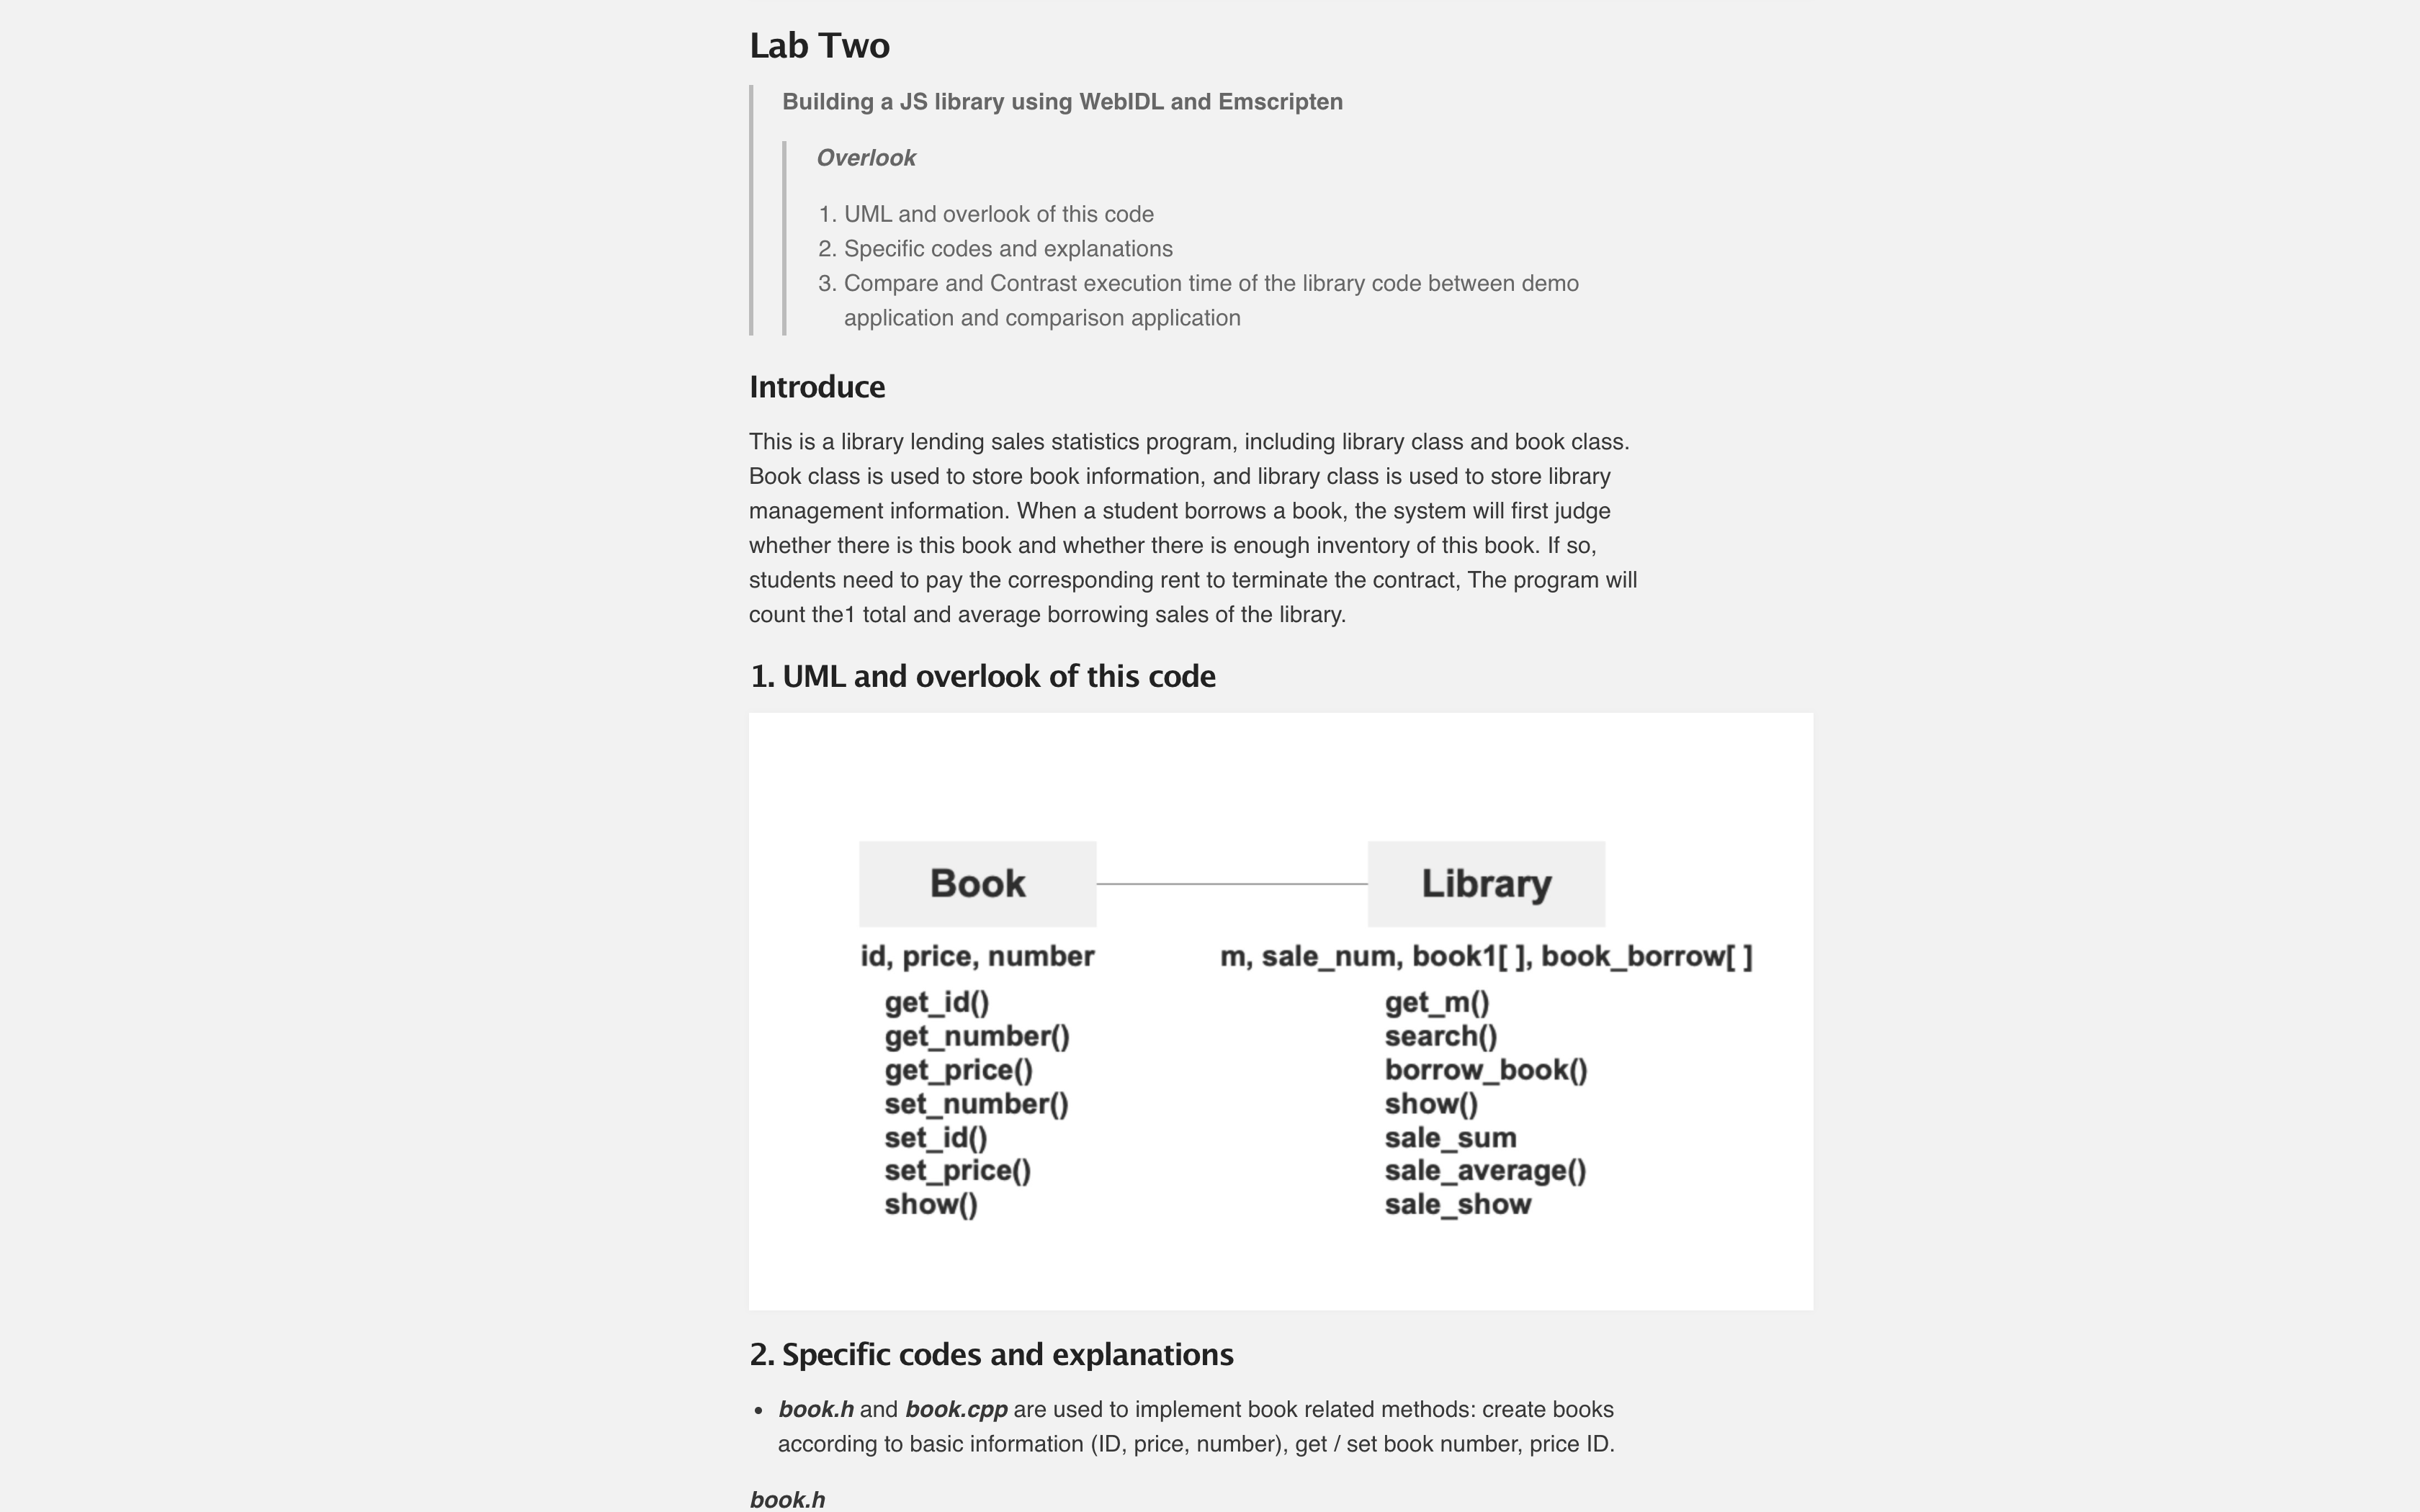 Lab Two
Building a JS library using WebIDL and Emscripten
Overlook
1. UML and overlook of this code
2. Specific codes and explanations
3. Compare and Contrast execution time of the library code between demo
application and comparison application
Introduce
This is a library lending sales statistics program, including library class and book class.
Book class is used to store book information, and library class is used to store library
management information. When a student borrows a book, the system will first judge
whether there is this book and whether there is enough inventory of this book. If so,
students need to pay the corresponding rent to terminate the contract, The program will
count the1 total and average borrowing sales of the library.
1. UML and overlook of this code
Book
id, price, number
get_id()
get_number()
get_price()
set_number()
set_id()
set_price()
show()
Library
m, sale_num, book1[ ], book_borrow[ ]
get_m()
search()
borrow_book()
show()
sale_sum
sale_average()
sale_show
2. Specific codes and explanations
• book.h and book.cpp are used to implement book related methods: create books
according to basic information (ID, price, number), get / set book number, price ID.
book.h